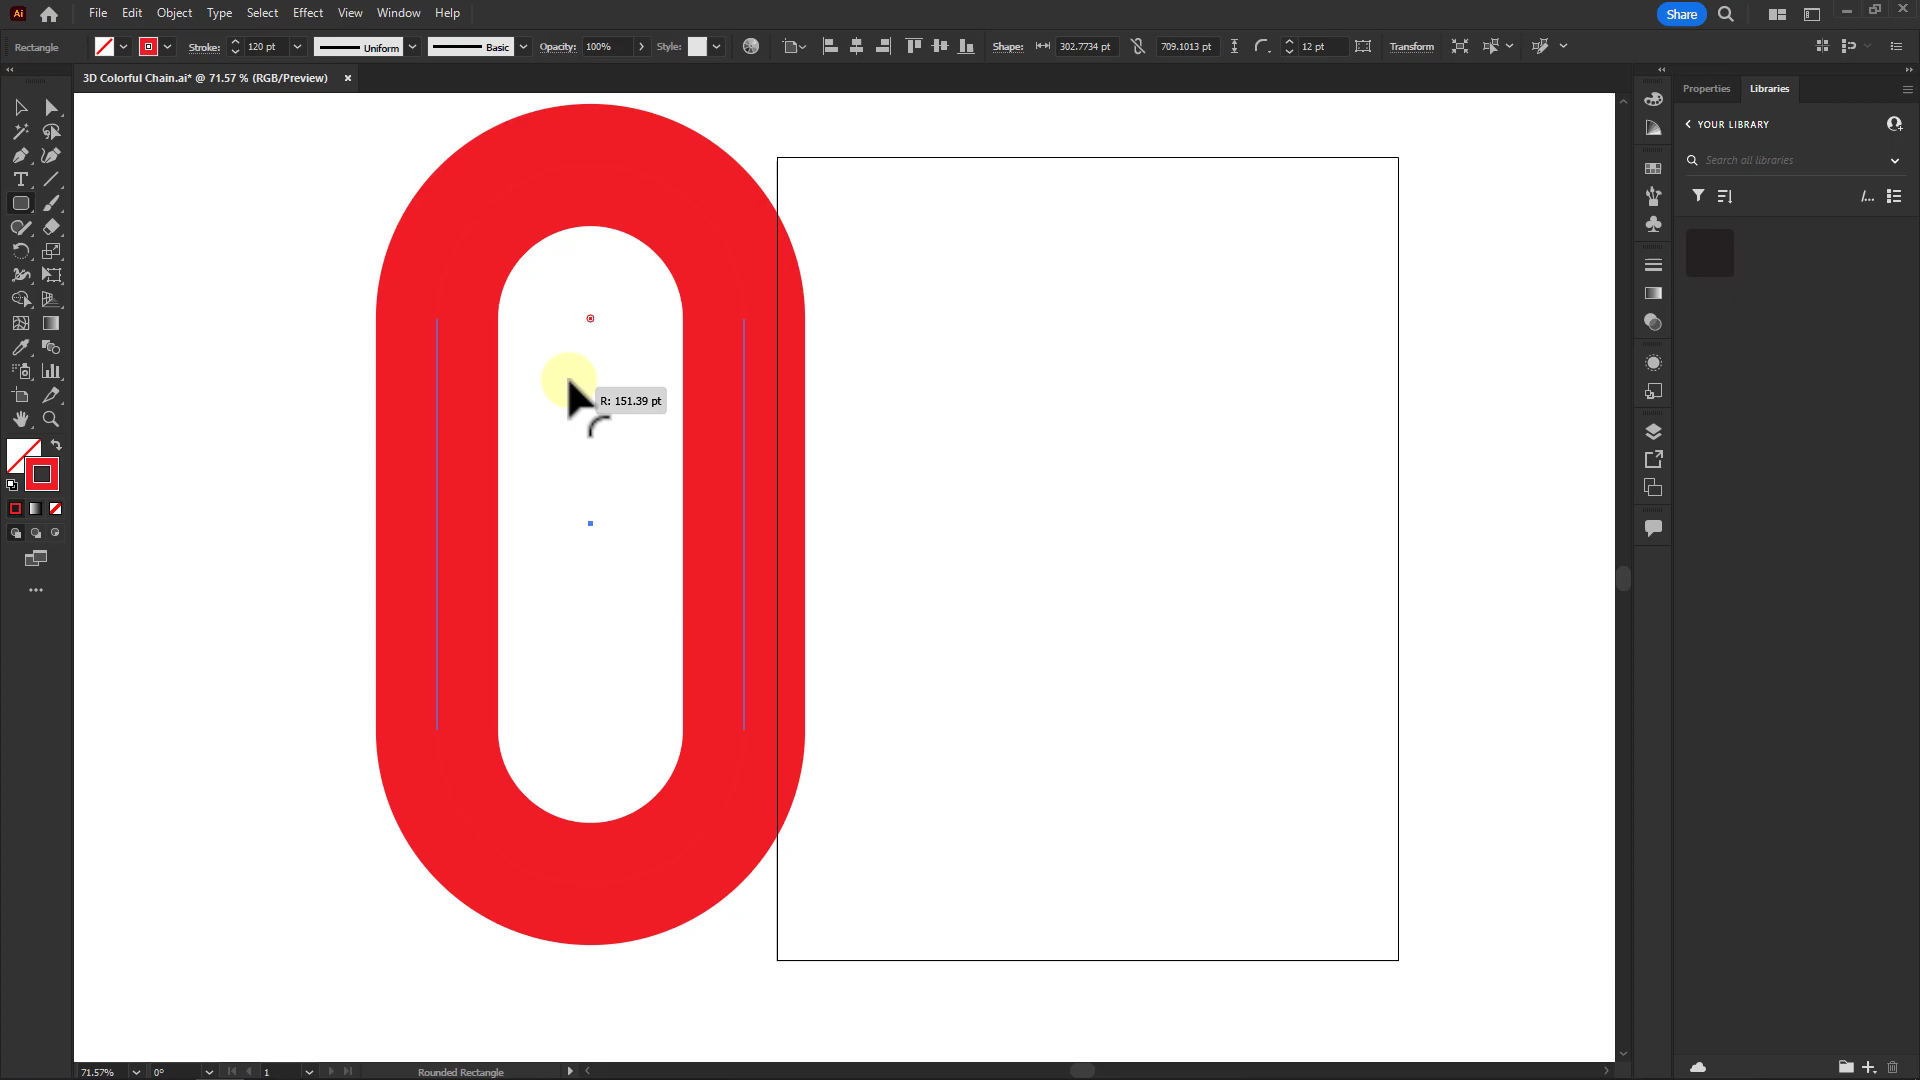 Ai File Edit Object Type Select Effect View Window Help Share
Rectangle Stroke: 120 pt Uniform Basic Opacity: 100% Style: Shape: 302.7734 pt 709.1013 pt 12 pt Transform
3D Colorful Chain.ai* @ 71.57 % (RGB/Preview) ×
Properties Libraries
YOUR LIBRARY
Search all libraries
/...
R: 151.39 pt
71.57% 0° 1 Rounded Rectangle